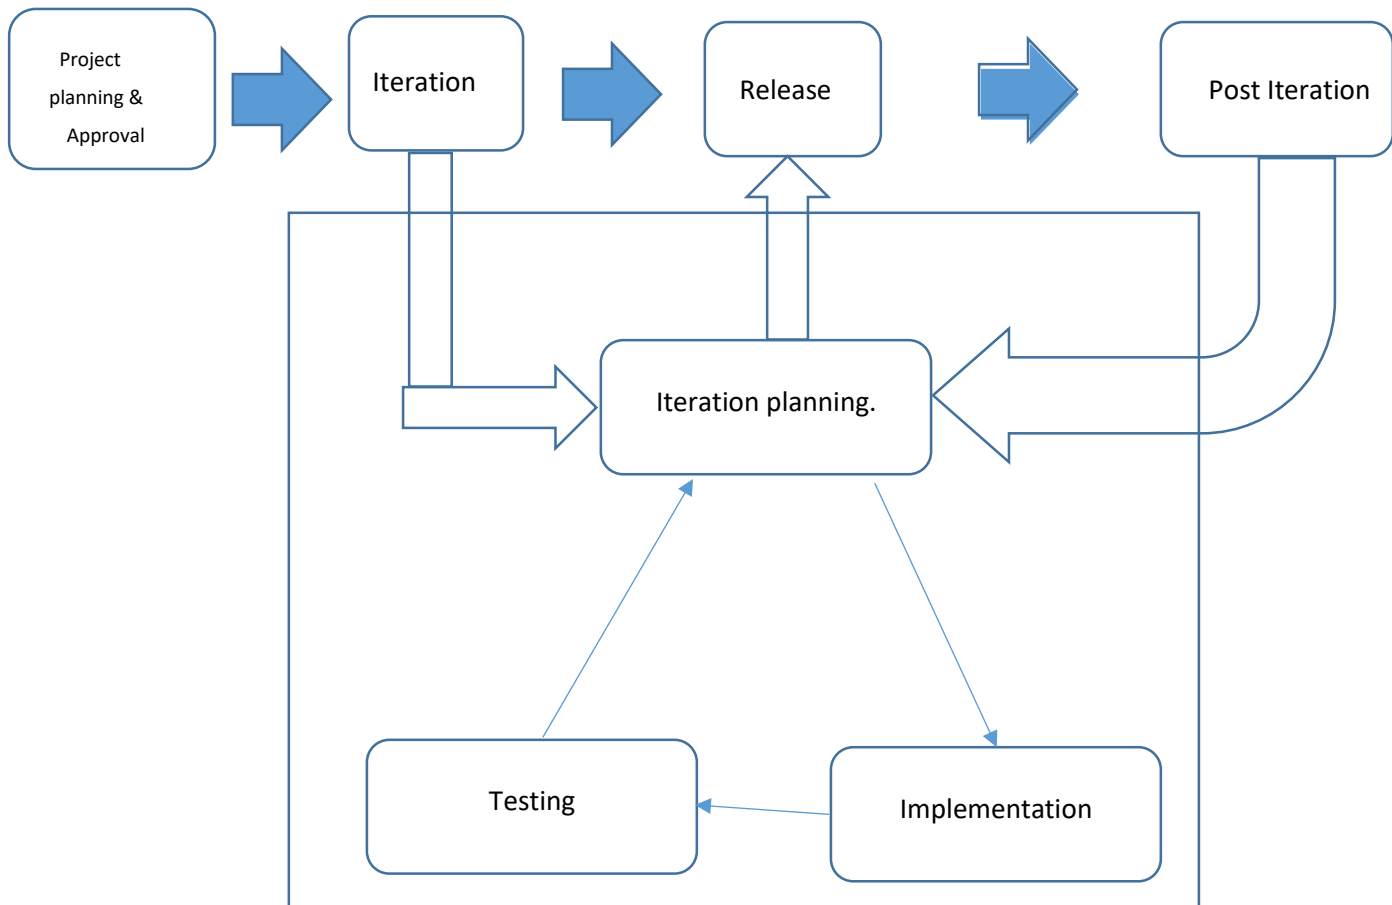 Project
planning &
Approval
Iteration
Release
Post Iteration
Iteration planning.
Testing
Implementation